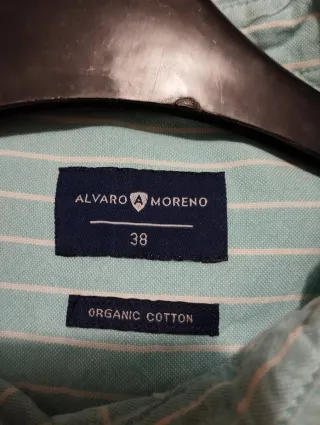 ALVARO A MORENO
38
ORGANIC COTTON